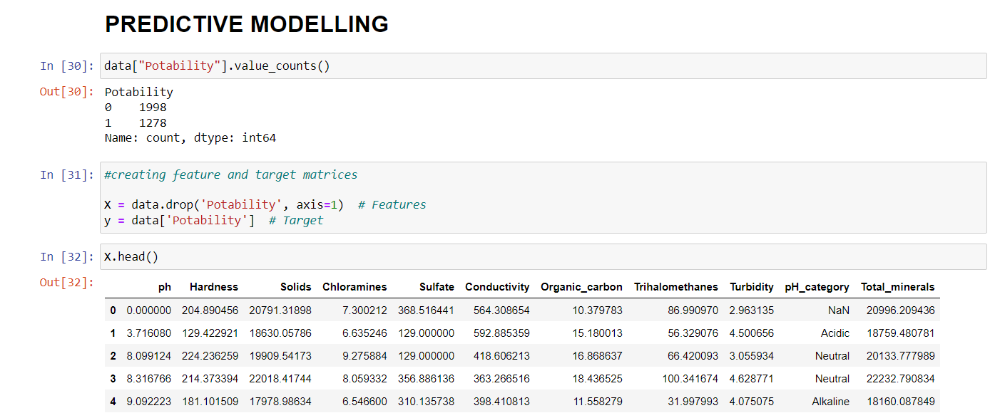 PREDICTIVE MODELLING
In [30]: data["Potability"].value_counts()
Out[30]: Potability
0    1998
1    1278
Name: count, dtype: int64
In [31]: #creating feature and target matrices
X = data.drop('Potability', axis=1)  # Features
y = data['Potability']  # Target
In [32]: X.head()
Out[32]:
ph Hardness Solids Chloramines Sulfate Conductivity Organic_carbon Trihalomethanes Turbidity pH_category Total_minerals
0 0.000000 204.890456 20791.31898 7.300212 368.516441 564.308654 10.379783 86.990970 2.963135 NaN 20996.209436
1 3.716080 129.422921 18630.05786 6.635246 129.000000 592.885359 15.180013 56.329076 4.500656 Acidic 18759.480781
2 8.099124 224.236259 19909.54173 9.275884 129.000000 418.606213 16.868637 66.420093 3.055934 Neutral 20133.777989
3 8.316766 214.373394 22018.41744 8.059332 356.886136 363.266516 18.436525 100.341674 4.628771 Neutral 22232.790834
4 9.092223 181.101509 17978.98634 6.546600 310.135738 398.410813 11.558279 31.997993 4.075075 Alkaline 18160.087849